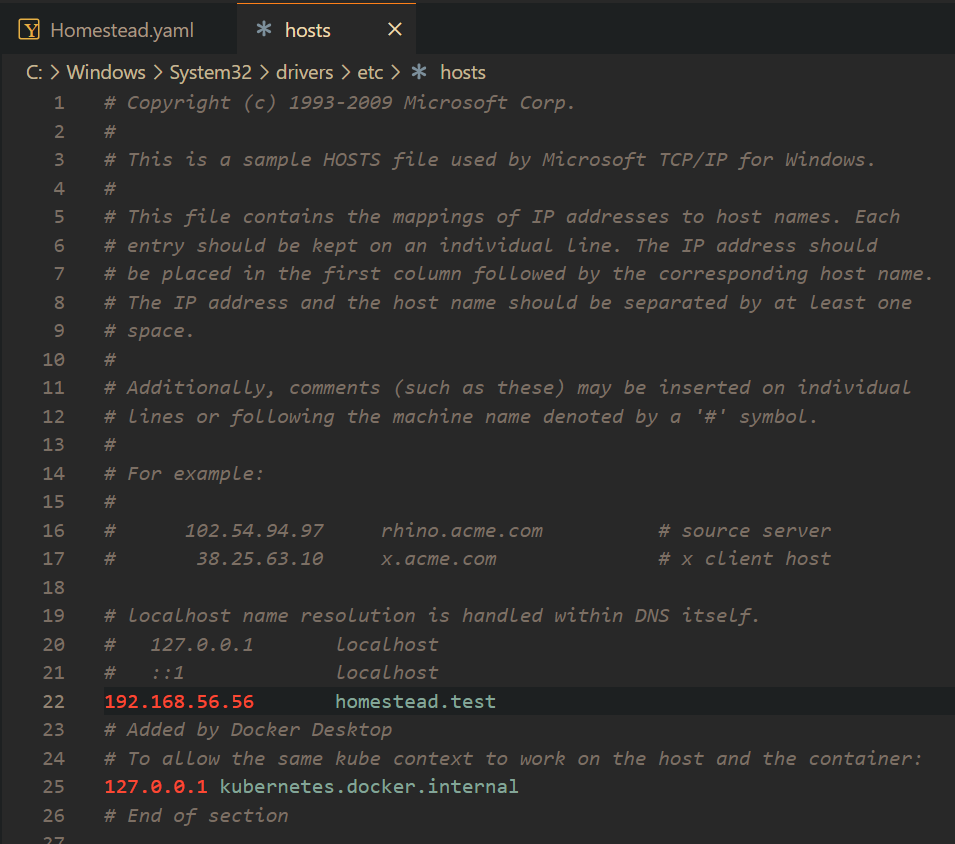 Homestead.yaml
hosts
C: > Windows > System32 > drivers > etc > hosts
1 # Copyright (c) 1993-2009 Microsoft Corp.
2 #
3 # This is a sample HOSTS file used by Microsoft TCP/IP for Windows.
4 #
5 # This file contains the mappings of IP addresses to host names. Each
6 # entry should be kept on an individual line. The IP address should
7 # be placed in the first column followed by the corresponding host name.
8 # The IP address and the host name should be separated by at least one
9 # space.
10 #
11 # Additionally, comments (such as these) may be inserted on individual
12 # lines or following the machine name denoted by a '#' symbol.
13 #
14 # For example:
15 #
16 #      102.54.94.97     rhino.acme.com          # source server
17 #       38.25.63.10     x.acme.com              # x client host
18
19 # localhost name resolution is handled within DNS itself.
20 #   127.0.0.1       localhost
21 #   ::1             localhost
22 192.168.56.56       homestead.test
23 # Added by Docker Desktop
24 # To allow the same kube context to work on the host and the container:
25 127.0.0.1 kubernetes.docker.internal
26 # End of section
27